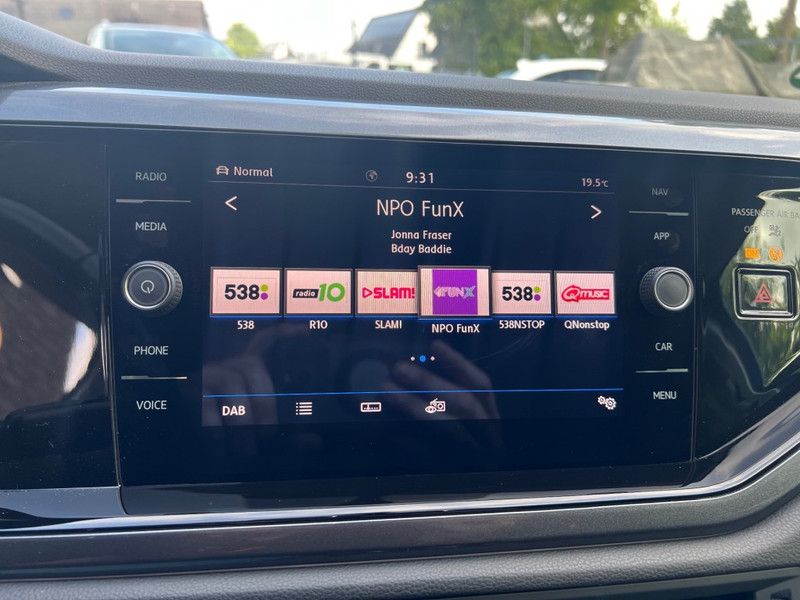 RADIO
MEDIA
PHONE
VOICE
Normal
9:31
19.5°C
< NPO FunX >
Jonna Fraser
Bday Baddie
538
radio 10
SLAM!
FUNX
538
Qmusic
538
R10
SLAM!
NPO FunX
538NSTOP
QNonstop
DAB
NAV
APP
CAR
MENU
PASSENGER AIR BA
OFF